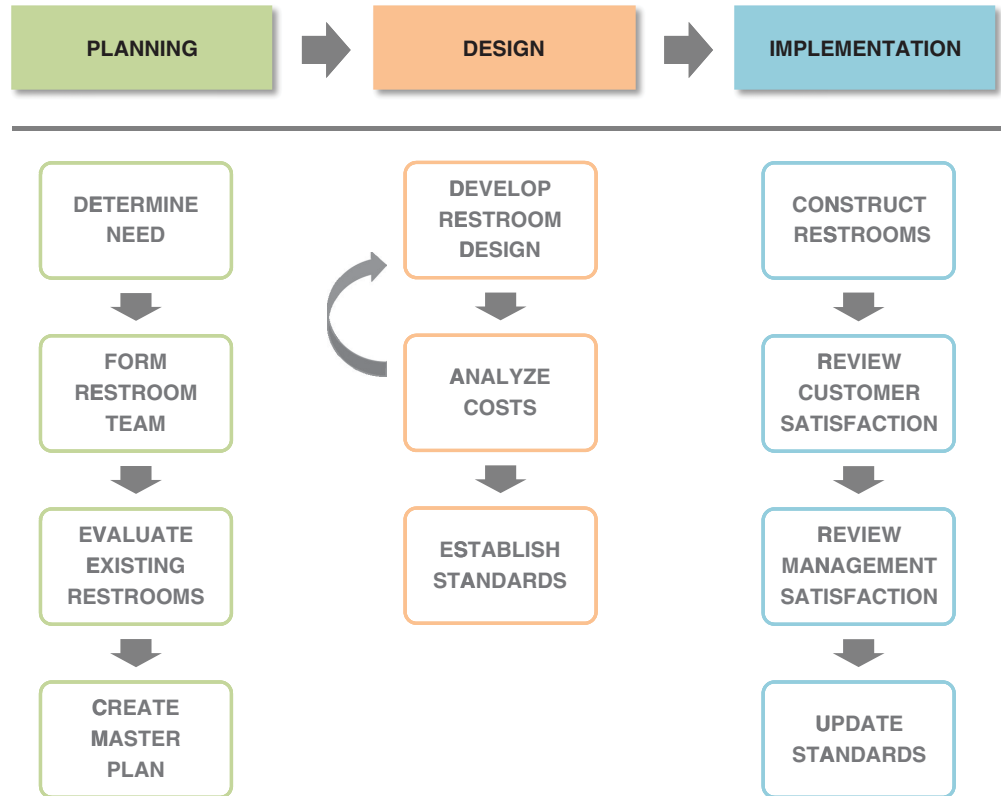 PLANNING
DESIGN
IMPLEMENTATION
DETERMINE
NEED
FORM
RESTROOM
TEAM
EVALUATE
EXISTING
RESTROOMS
CREATE
MASTER
PLAN
DEVELOP
RESTROOM
DESIGN
ANALYZE
COSTS
ESTABLISH
STANDARDS
CONSTRUCT
RESTROOMS
REVIEW
CUSTOMER
SATISFACTION
REVIEW
MANAGEMENT
SATISFACTION
UPDATE
STANDARDS